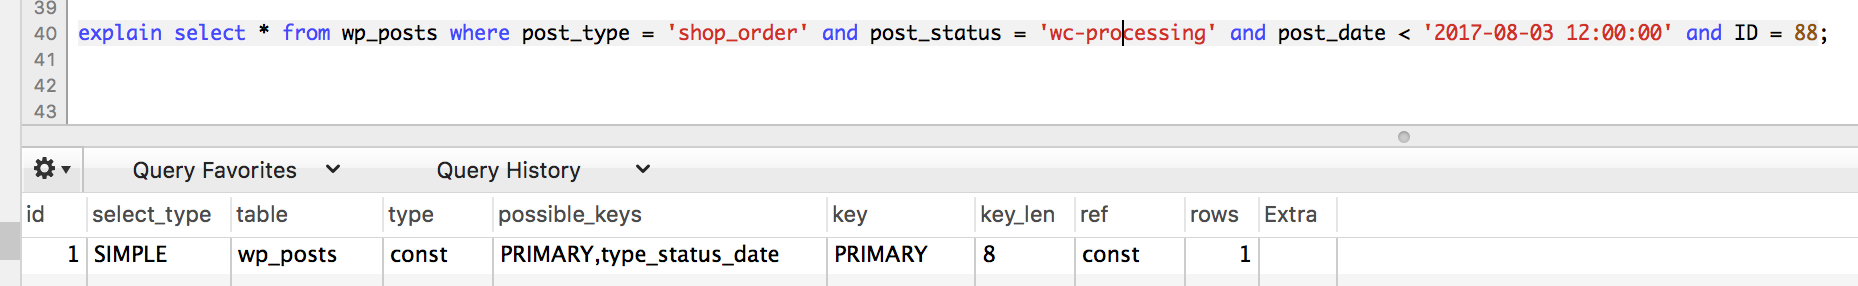 39
40 explain select * from wp_posts where post_type = 'shop_order' and post_status = 'wc-processing' and post_date < '2017-08-03 12:00:00' and ID = 88;
41
42
43
Query Favorites Query History
id select_type table type possible_keys key key_len ref rows Extra
1 SIMPLE wp_posts const PRIMARY,type_status_date PRIMARY 8 const 1